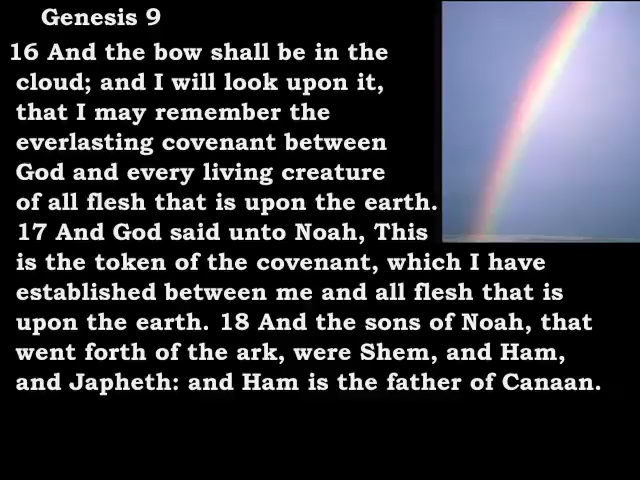 Genesis 9
16 And the bow shall be in the
cloud; and I will look upon it,
that I may remember the
everlasting covenant between
God and every living creature
of all flesh that is upon the earth.
17 And God said unto Noah, This
is the token of the covenant, which I have
established between me and all flesh that is
upon the earth. 18 And the sons of Noah, that
went forth of the ark, were Shem, and Ham,
and Japheth: and Ham is the father of Canaan.